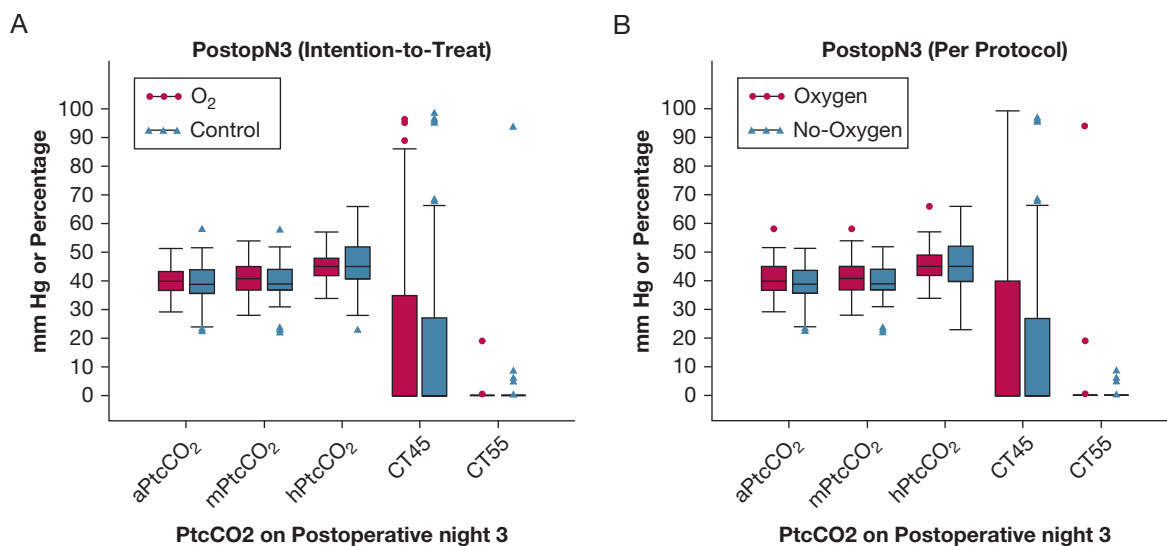 A
PostopN3 (Intention-to-Treat)
O2
Control
mm Hg or Percentage
100
90
80
70
60
50
40
30
20
10
0
aPtcCO2
mPtcCO2
hPtcCO2
CT45
CT55
PtcCO2 on Postoperative night 3
B
PostopN3 (Per Protocol)
Oxygen
No-Oxygen
mm Hg or Percentage
100
90
80
70
60
50
40
30
20
10
0
aPtcCO2
mPtcCO2
hPtcCO2
CT45
CT55
PtcCO2 on Postoperative night 3